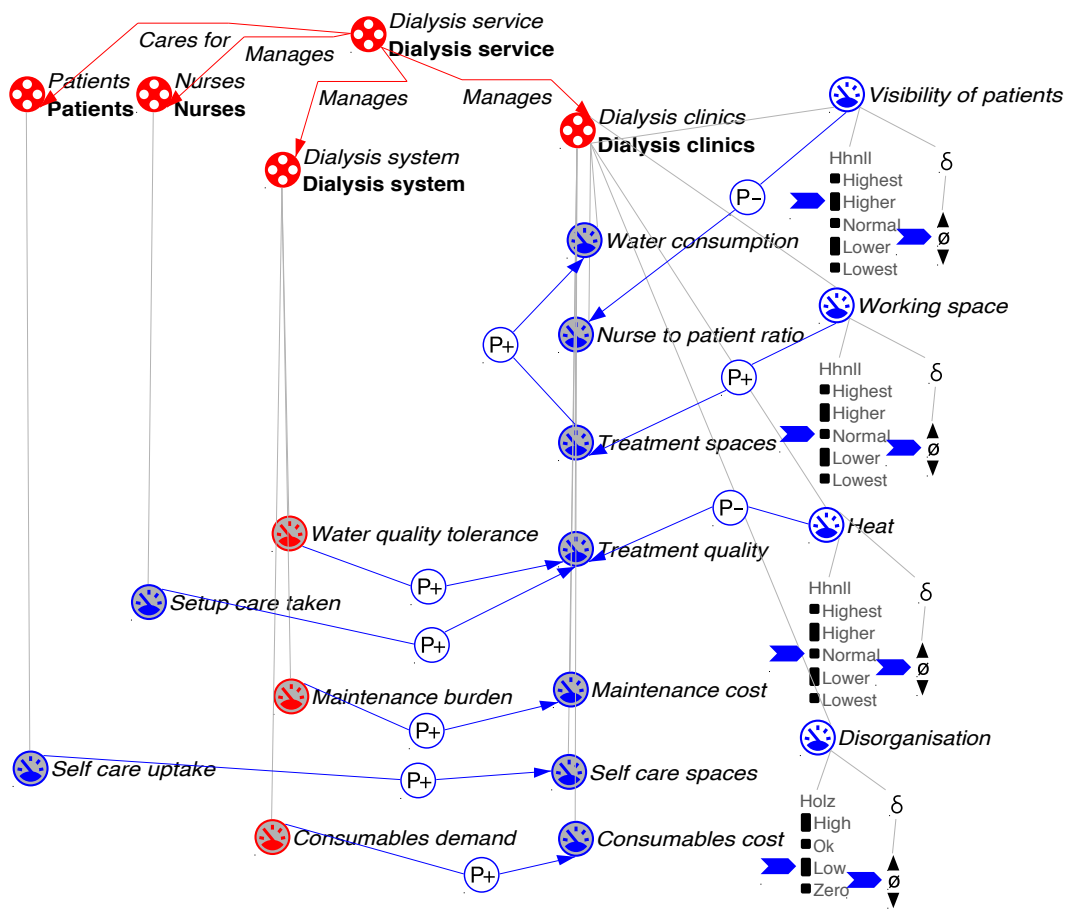 Dialysis service
Dialysis service
Cares for
Manages
Patients
Patients
Nurses
Nurses
Manages
Manages
Visibility of patients
Dialysis clinics
Dialysis clinics
Dialysis system
Dialysis system
Hhnll
Highest
Higher
Normal
Lower
Lowest
δ
ø
P–
Water consumption
Working space
Nurse to patient ratio
P+
P+
Hhnll
Highest
Higher
Normal
Lower
Lowest
δ
ø
Treatment spaces
P–
Heat
Water quality tolerance
Treatment quality
P+
Setup care taken
P+
Hhnll
Highest
Higher
Normal
Lower
Lowest
δ
ø
Maintenance burden
Maintenance cost
P+
Disorganisation
Self care uptake
P+
Self care spaces
Holz
High
Ok
Low
Zero
δ
ø
Consumables demand
Consumables cost
P+